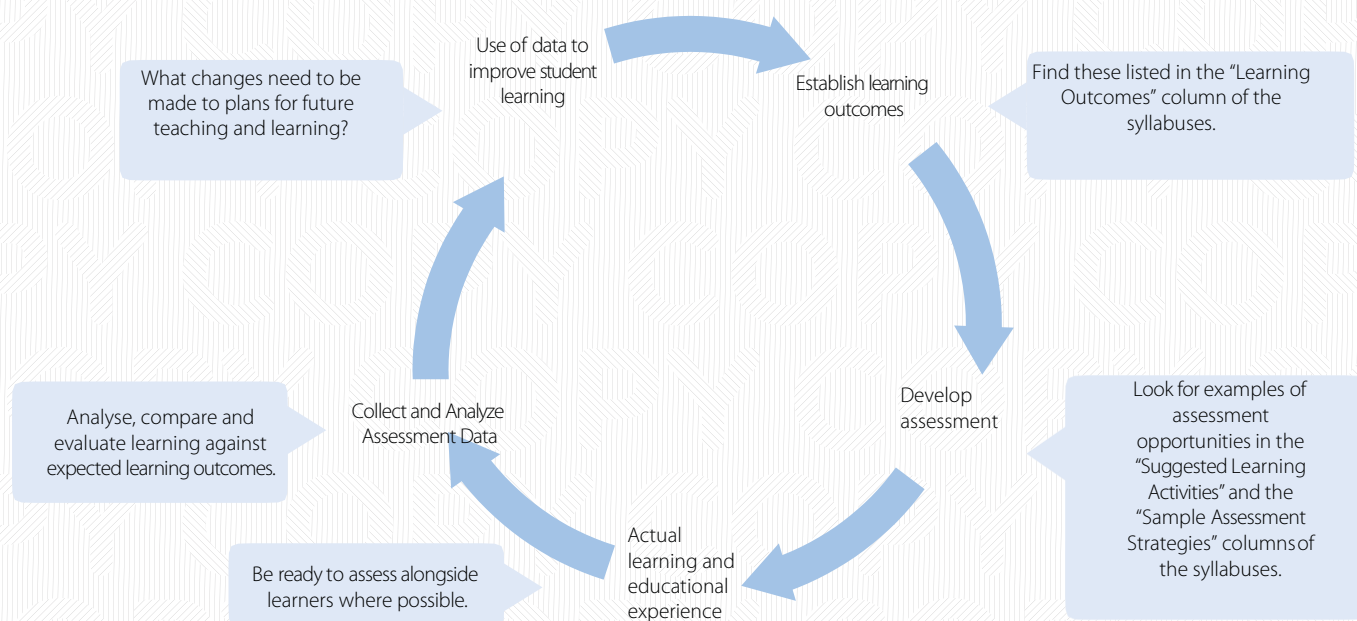 Use of data to
improve student
learning
What changes need to be
made to plans for future
teaching and learning?
Establish learning
outcomes
Find these listed in the “Learning
Outcomes” column of the
syllabuses.
Develop
assessment
Look for examples of
assessment
opportunities in the
“Suggested Learning
Activities” and the
“Sample Assessment
Strategies” columns of
the syllabuses.
Actual
learning and
educational
experience
Be ready to assess alongside
learners where possible.
Collect and Analyze
Assessment Data
Analyse, compare and
evaluate learning against
expected learning outcomes.